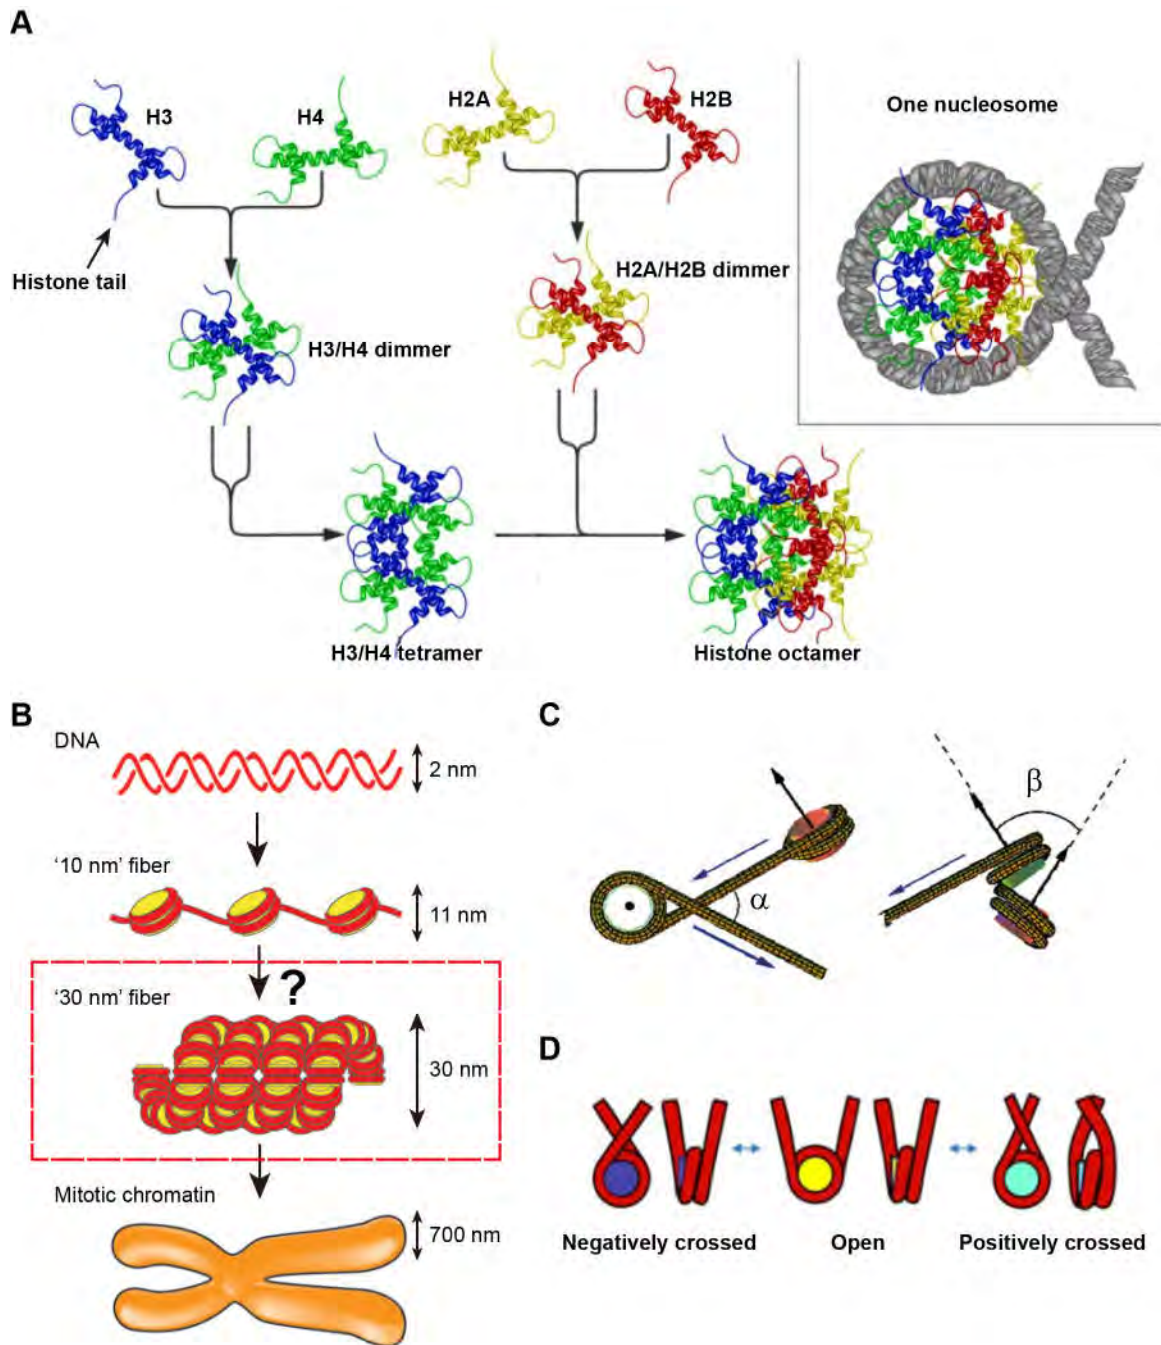 A
H3
H4
H2A
H2B
One nucleosome
Histone tail
H3/H4 dimmer
H2A/H2B dimmer
H3/H4 tetramer
Histone octamer
B
DNA
2 nm
‘10 nm’ fiber
11 nm
?
‘30 nm’ fiber
30 nm
Mitotic chromatin
700 nm
C
α
β
D
Negatively crossed
Open
Positively crossed